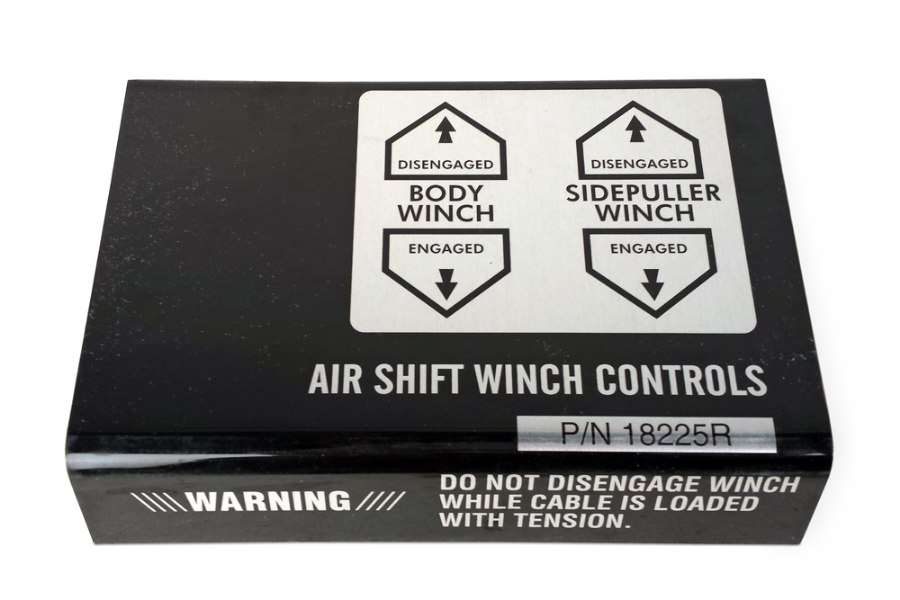 DISENGAGED
BODY
WINCH
ENGAGED
DISENGAGED
SIDEPULLER
WINCH
ENGAGED
AIR SHIFT WINCH CONTROLS
P/N 18225R
\\\\WARNING////
DO NOT DISENGAGE WINCH
WHILE CABLE IS LOADED
WITH TENSION.